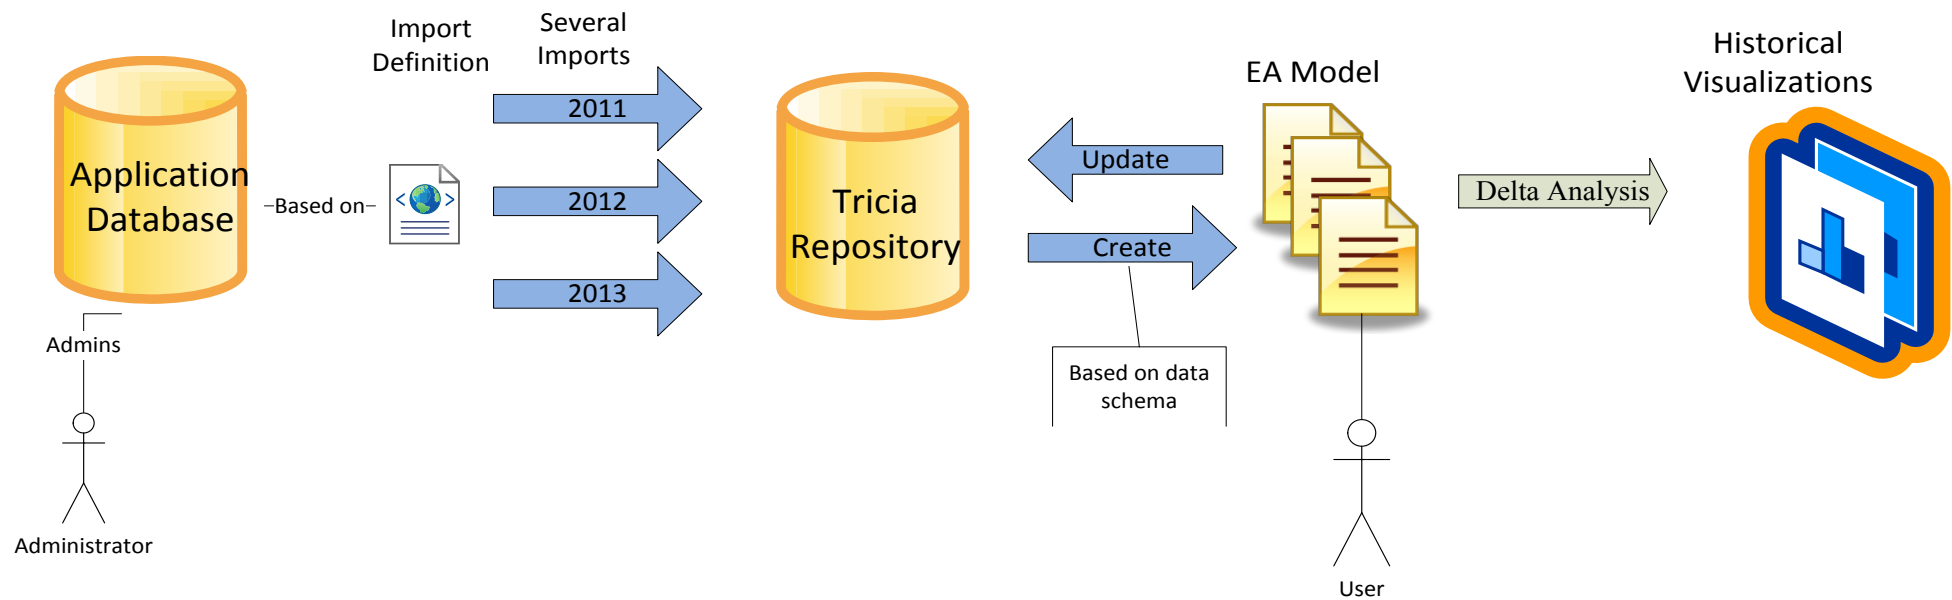 Import
Definition
Several
Imports
2011
2012
2013
Application
Database
Based on
Admins
Administrator
Tricia
Repository
Update
Create
Based on data
schema
EA Model
User
Delta Analysis
Historical
Visualizations